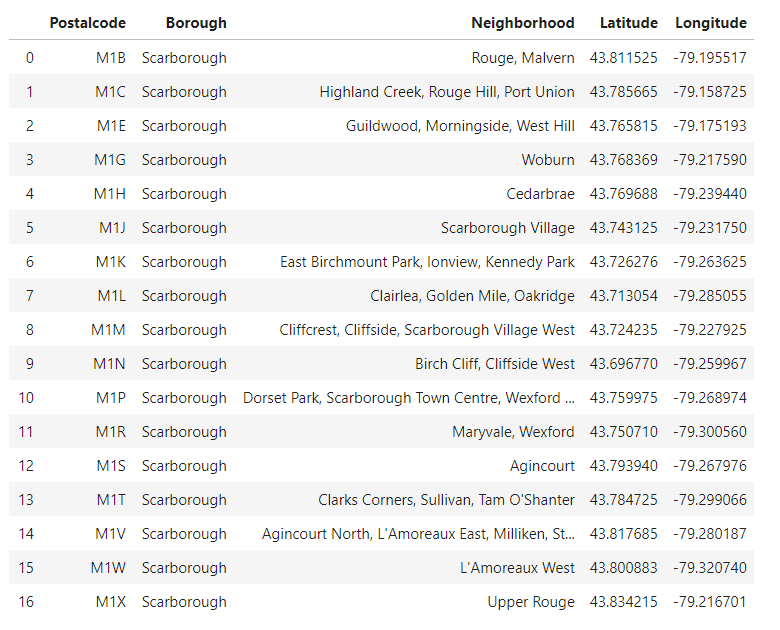 Postalcode Borough Neighborhood Latitude Longitude
0 M1B Scarborough Rouge, Malvern 43.811525 -79.195517
1 M1C Scarborough Highland Creek, Rouge Hill, Port Union 43.785665 -79.158725
2 M1E Scarborough Guildwood, Morningside, West Hill 43.765815 -79.175193
3 M1G Scarborough Woburn 43.768369 -79.217590
4 M1H Scarborough Cedarbrae 43.769688 -79.239440
5 M1J Scarborough Scarborough Village 43.743125 -79.231750
6 M1K Scarborough East Birchmount Park, Ionview, Kennedy Park 43.726276 -79.263625
7 M1L Scarborough Clairlea, Golden Mile, Oakridge 43.713054 -79.285055
8 M1M Scarborough Cliffcrest, Cliffside, Scarborough Village West 43.724235 -79.227925
9 M1N Scarborough Birch Cliff, Cliffside West 43.696770 -79.259967
10 M1P Scarborough Dorset Park, Scarborough Town Centre, Wexford ... 43.759975 -79.268974
11 M1R Scarborough Maryvale, Wexford 43.750710 -79.300560
12 M1S Scarborough Agincourt 43.793940 -79.267976
13 M1T Scarborough Clarks Corners, Sullivan, Tam O'Shanter 43.784725 -79.299066
14 M1V Scarborough Agincourt North, L'Amoreaux East, Milliken, St... 43.817685 -79.280187
15 M1W Scarborough L'Amoreaux West 43.800883 -79.320740
16 M1X Scarborough Upper Rouge 43.834215 -79.216701